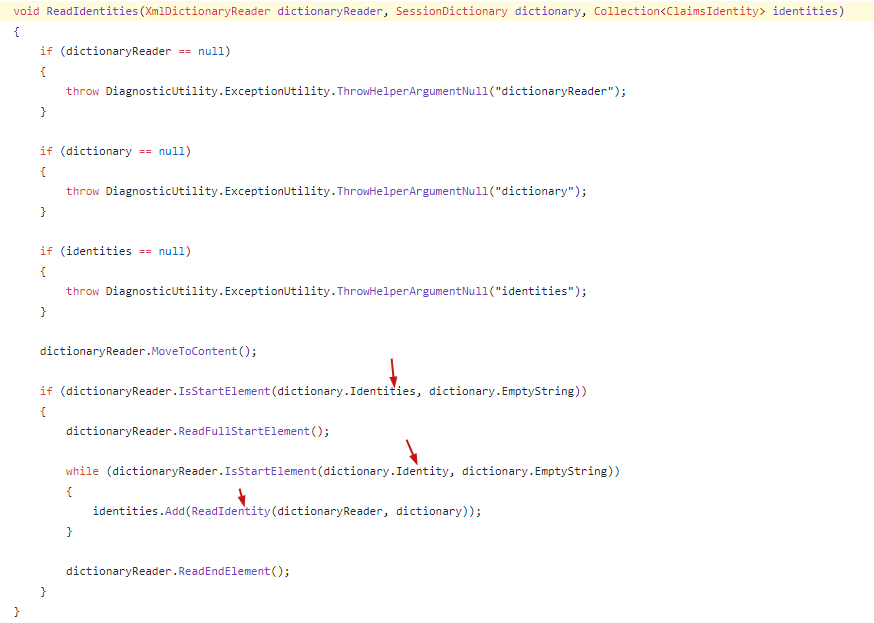 void ReadIdentities(XmlDictionaryReader dictionaryReader, SessionDictionary dictionary, Collection<ClaimsIdentity> identities)
{
    if (dictionaryReader == null)
    {
        throw DiagnosticUtility.ExceptionUtility.ThrowHelperArgumentNull("dictionaryReader");
    }

    if (dictionary == null)
    {
        throw DiagnosticUtility.ExceptionUtility.ThrowHelperArgumentNull("dictionary");
    }

    if (identities == null)
    {
        throw DiagnosticUtility.ExceptionUtility.ThrowHelperArgumentNull("identities");
    }

    dictionaryReader.MoveToContent();

    if (dictionaryReader.IsStartElement(dictionary.Identities, dictionary.EmptyString))
    {
        dictionaryReader.ReadFullStartElement();

        while (dictionaryReader.IsStartElement(dictionary.Identity, dictionary.EmptyString))
        {
            identities.Add(ReadIdentity(dictionaryReader, dictionary));
        }

        dictionaryReader.ReadEndElement();
    }
}